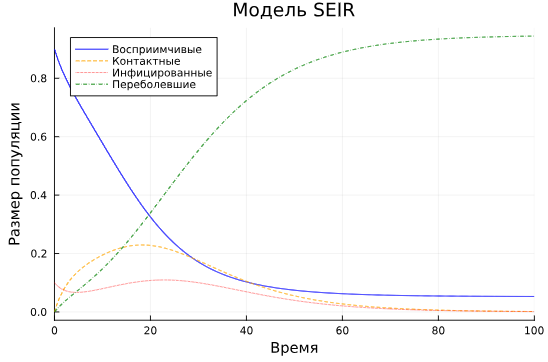 Модель SEIR
Восприимчивые
Контактные
Инфицированные
Переболевшие
Размер популяции
0.8
0.6
0.4
0.2
0.0
0 20 40 60 80 100
Время